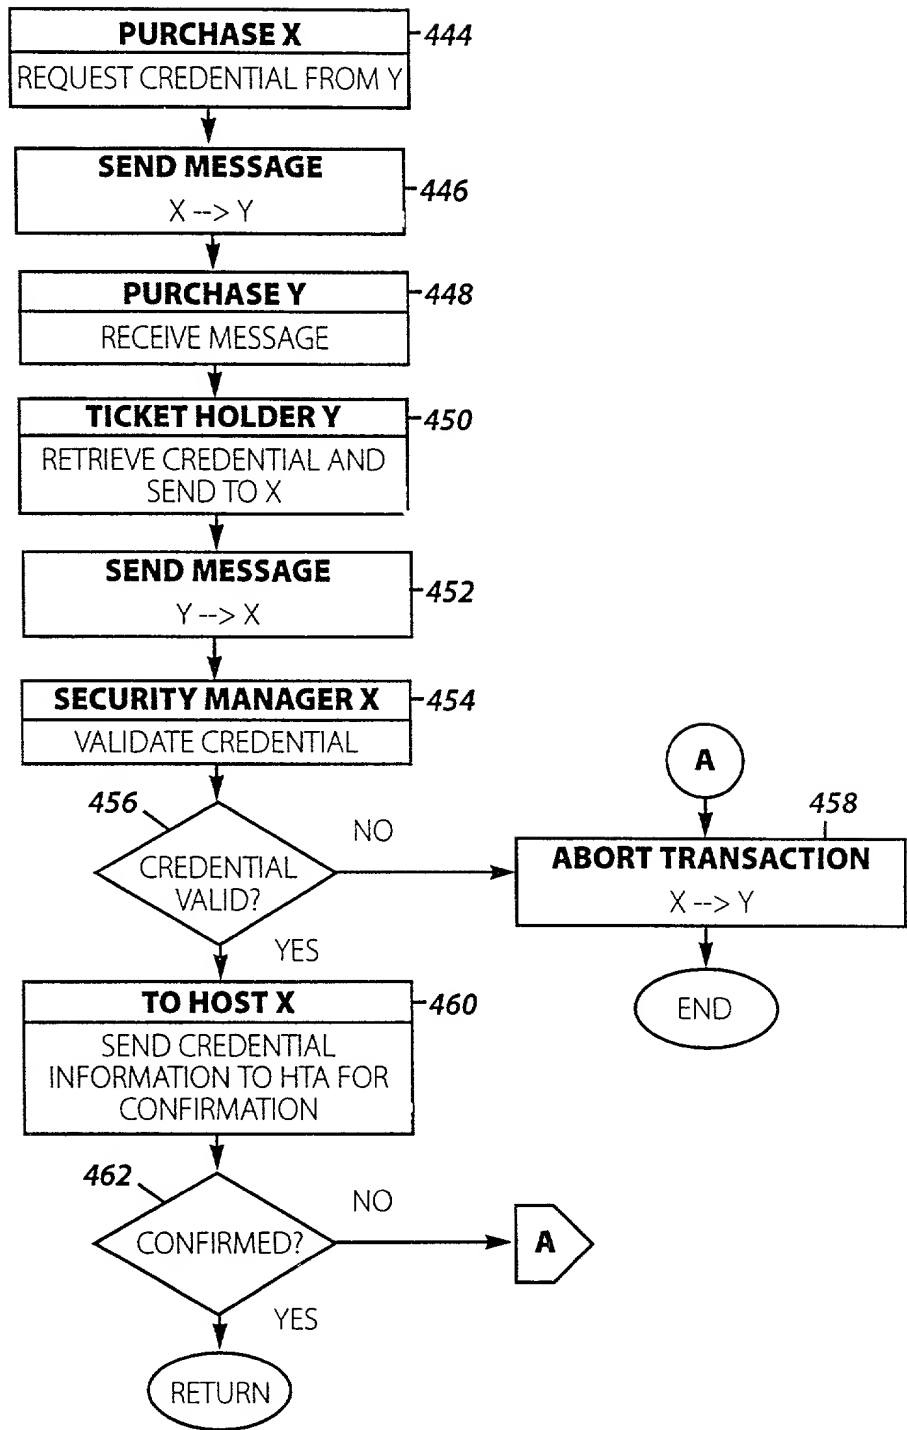 PURCHASE X
444
REQUEST CREDENTIAL FROM Y
SEND MESSAGE
446
X --> Y
PURCHASE Y
448
RECEIVE MESSAGE
TICKET HOLDER Y
450
RETRIEVE CREDENTIAL AND
SEND TO X
SEND MESSAGE
452
Y --> X
SECURITY MANAGER X
454
VALIDATE CREDENTIAL
456
CREDENTIAL
VALID?
NO
YES
A
458
ABORT TRANSACTION
X --> Y
END
TO HOST X
460
SEND CREDENTIAL
INFORMATION TO HTA FOR
CONFIRMATION
462
CONFIRMED?
NO
A
YES
RETURN